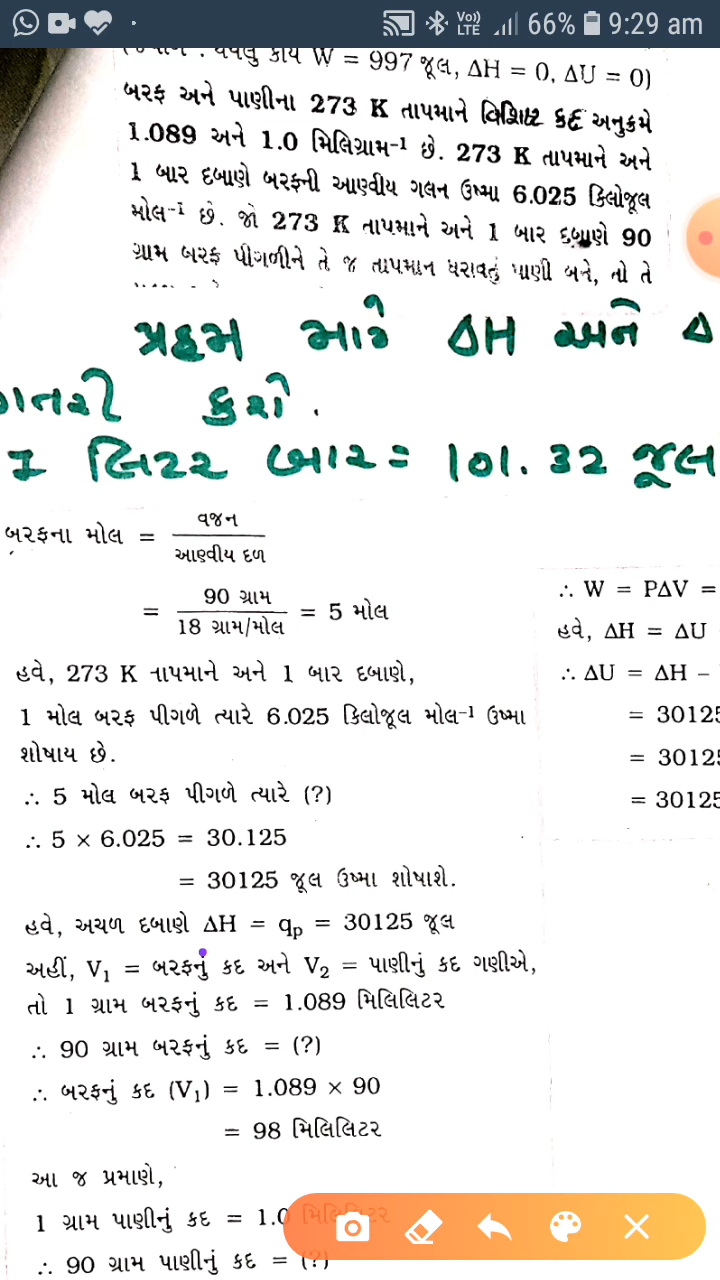 66% 9:29 am
W = 997 જૂલ, ΔH = 0, ΔU = 0)
બરફ અને પાણીના 273 K તાપમાને વિશિષ્ટ કદ અનુક્રમે
1.089 અને 1.0 મિલિગ્રામ⁻¹ છે. 273 K તાપમાને અને
1 બાર દબાણે બરફની આણ્વીય ગલન ઉષ્મા 6.025 કિલોજૂલ
મોલ⁻¹ છે. જો 273 K તાપમાને અને 1 બાર દબાણે 90
ગ્રામ બરફ પીગળીને તે જ તાપમાન ધરાવતું પાણી બને, તો તે
પ્રક્રમ માટે ΔH અને Δ
ગણતરી કરો.
લિટર બાર = 101.32 જૂલ
બરફના મોલ = વજન / આણ્વીય દળ
= 90 ગ્રામ / 18 ગ્રામ/મોલ = 5 મોલ
હવે, 273 K તાપમાને અને 1 બાર દબાણે,
1 મોલ બરફ પીગળે ત્યારે 6.025 કિલોજૂલ મોલ⁻¹ ઉષ્મા
શોષાય છે.
∴ 5 મોલ બરફ પીગળે ત્યારે (?)
∴ 5 × 6.025 = 30.125
= 30125 જૂલ ઉષ્મા શોષાશે.
હવે, અચળ દબાણે ΔH = qₚ = 30125 જૂલ
અહીં, V₁ = બરફનું કદ અને V₂ = પાણીનું કદ ગણીએ,
તો 1 ગ્રામ બરફનું કદ = 1.089 મિલિલિટર
∴ 90 ગ્રામ બરફનું કદ = (?)
∴ બરફનું કદ (V₁) = 1.089 × 90
= 98 મિલિલિટર
આ જ પ્રમાણે,
1 ગ્રામ પાણીનું કદ = 1.0 મિલિલિટર
∴ 90 ગ્રામ પાણીનું કદ = (?)
∴ W = PΔV =
હવે, ΔH = ΔU
∴ ΔU = ΔH –
= 30125
= 30125
= 30125